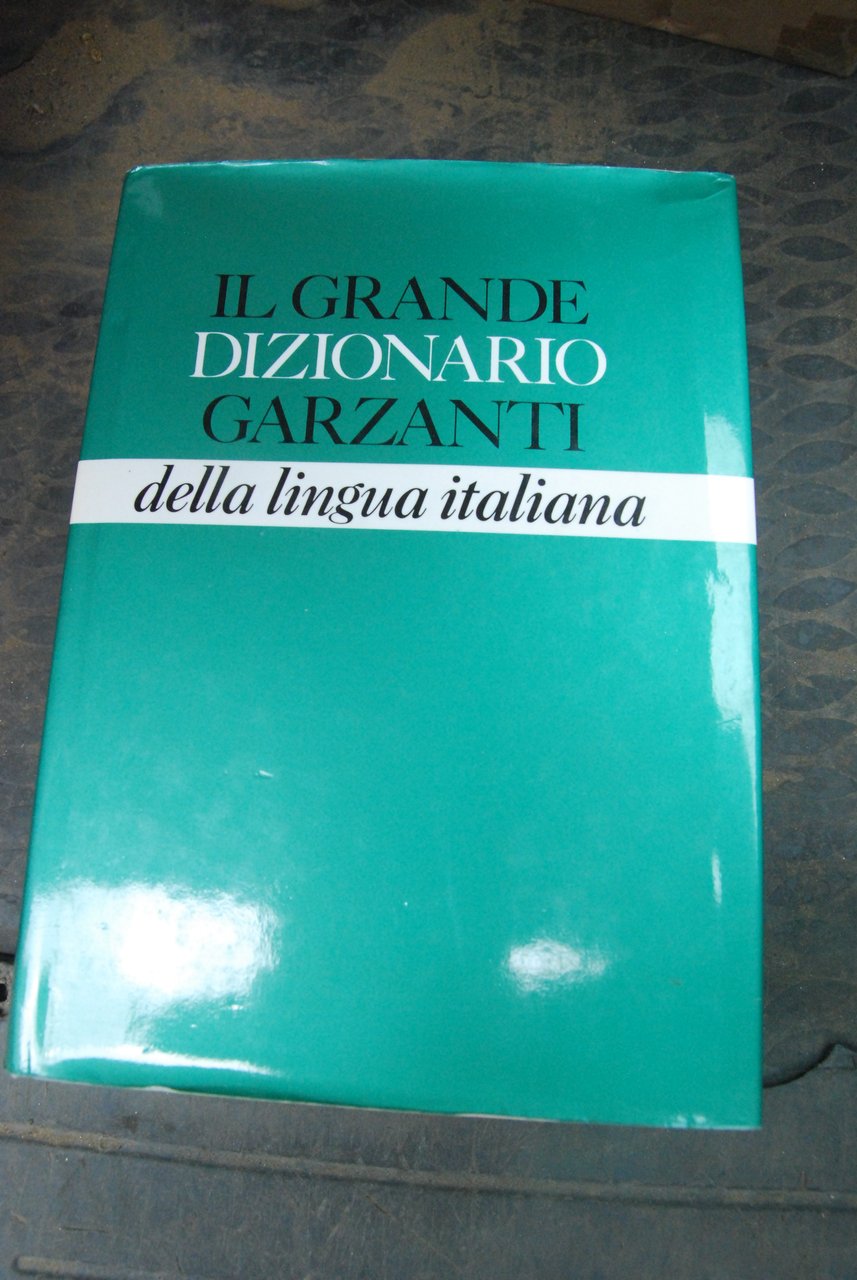 IL GRANDE
DIZIONARIO
GARZANTI
della lingua italiana